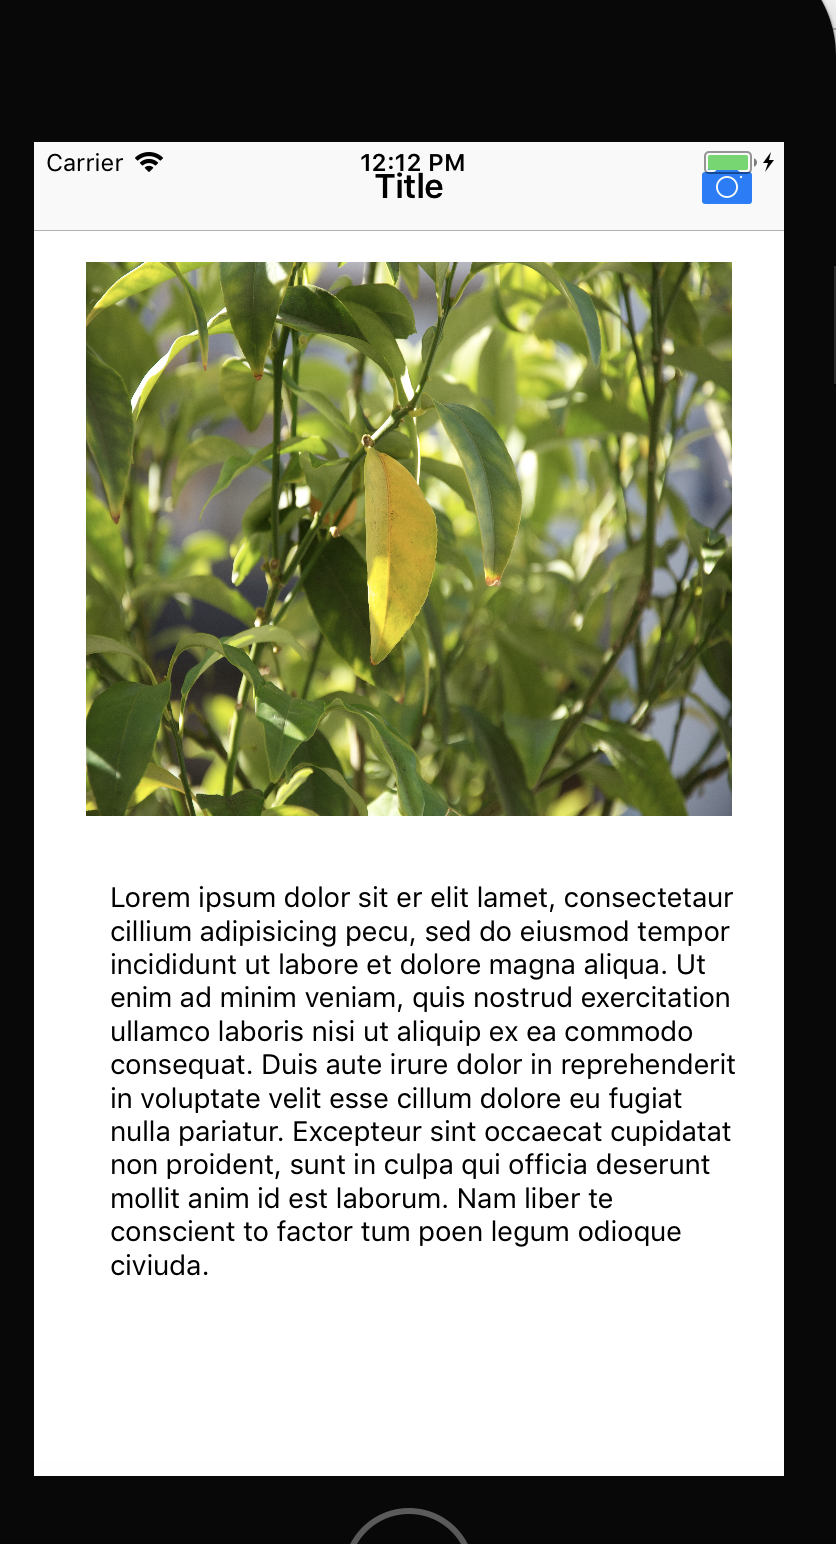 Carrier 12:12 PM
Title
Lorem ipsum dolor sit er elit lamet, consectetaur
cillium adipisicing pecu, sed do eiusmod tempor
incididunt ut labore et dolore magna aliqua. Ut
enim ad minim veniam, quis nostrud exercitation
ullamco laboris nisi ut aliquip ex ea commodo
consequat. Duis aute irure dolor in reprehenderit
in voluptate velit esse cillum dolore eu fugiat
nulla pariatur. Excepteur sint occaecat cupidatat
non proident, sunt in culpa qui officia deserunt
mollit anim id est laborum. Nam liber te
conscient to factor tum poen legum odioque
civiuda.